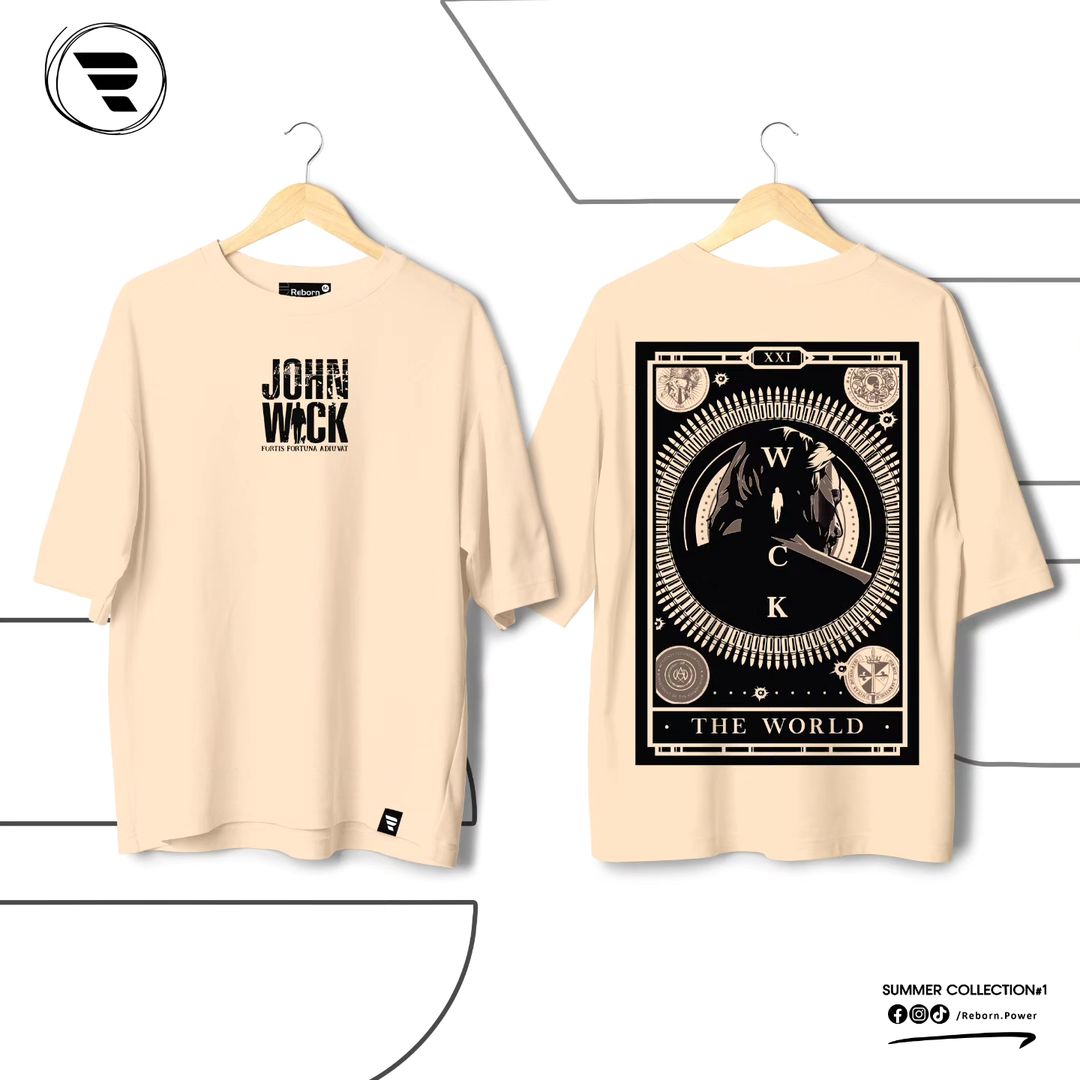 Reborn
JOHN
WICK
FORTIS FORTUNA ADIUVAT
XXI
W
C
K
· THE WORLD ·
SUMMER COLLECTION#1
/Reborn.Power